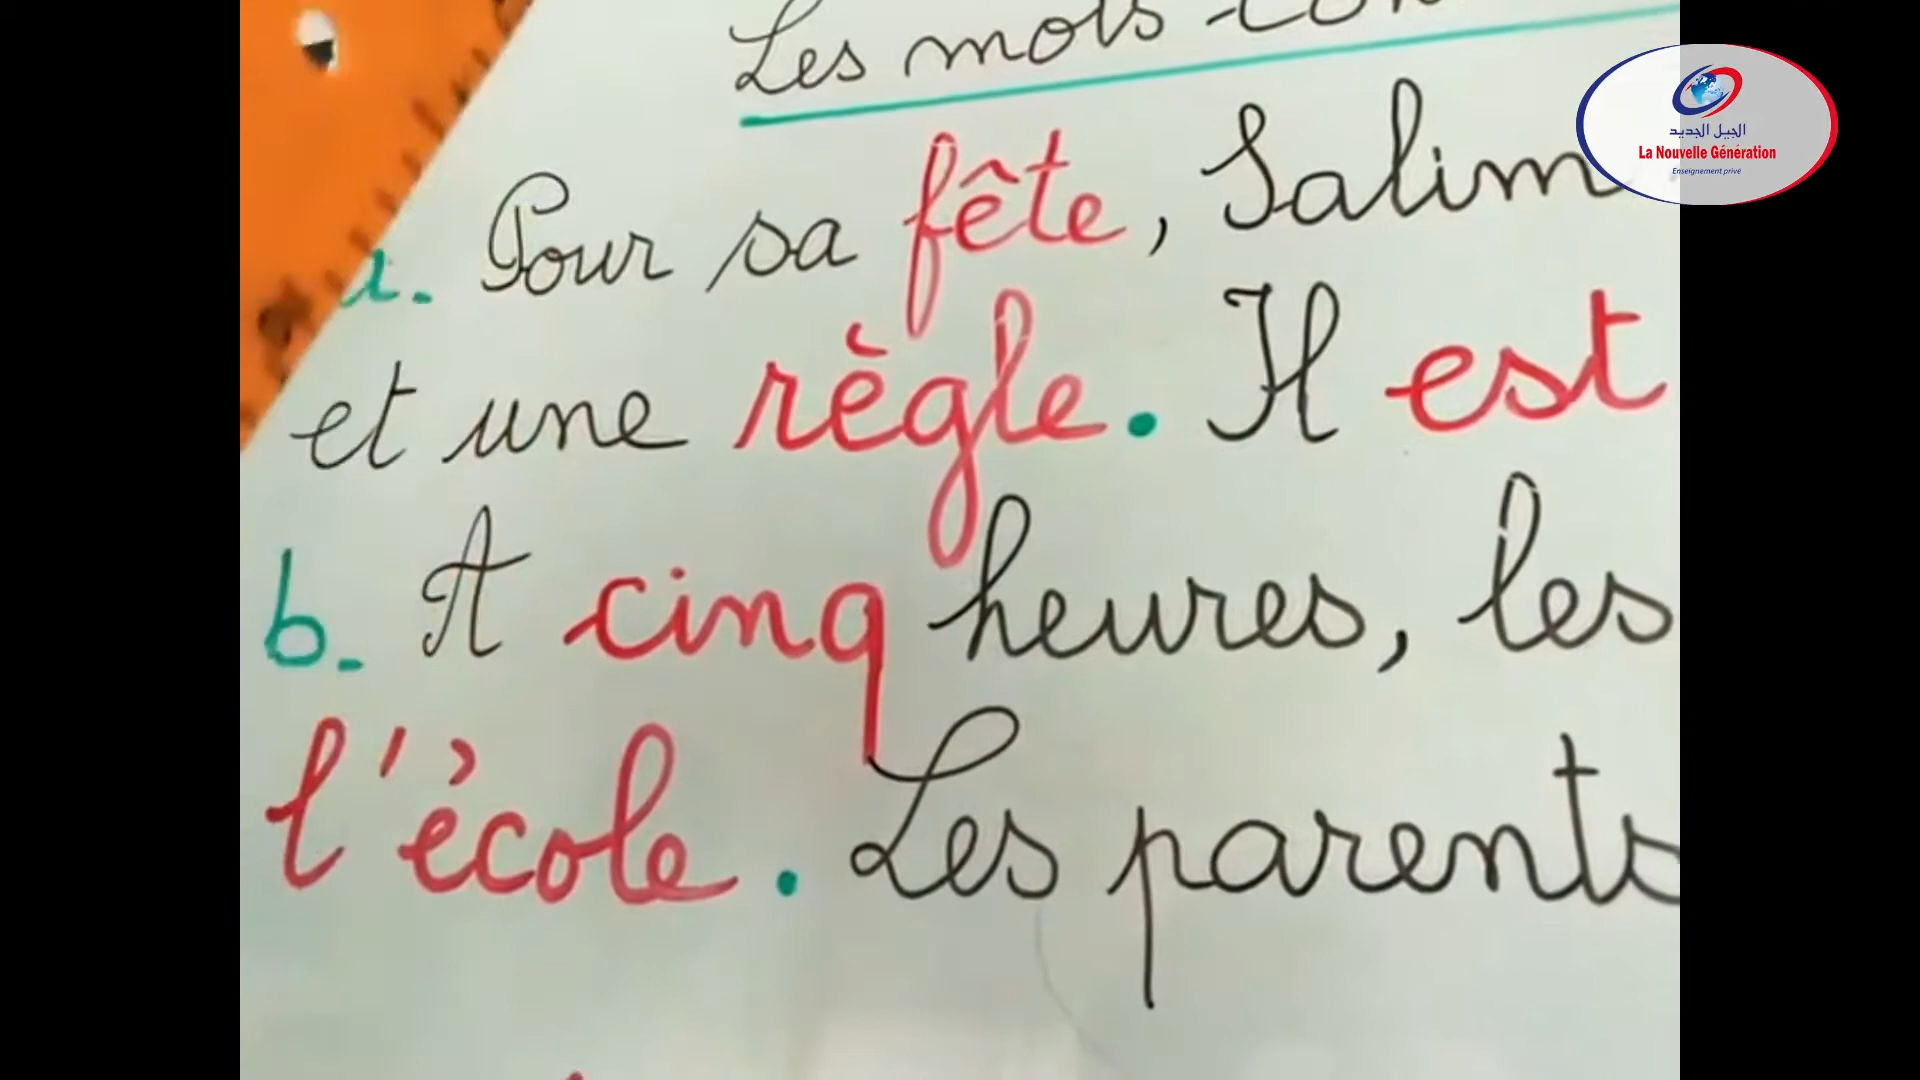 Les mots
a. Pour sa fête, Salim
et une règle. Il est
b. A cinq heures, les
l'école. Les parents
الجيل الجديد
La Nouvelle Génération
Enseignement privé